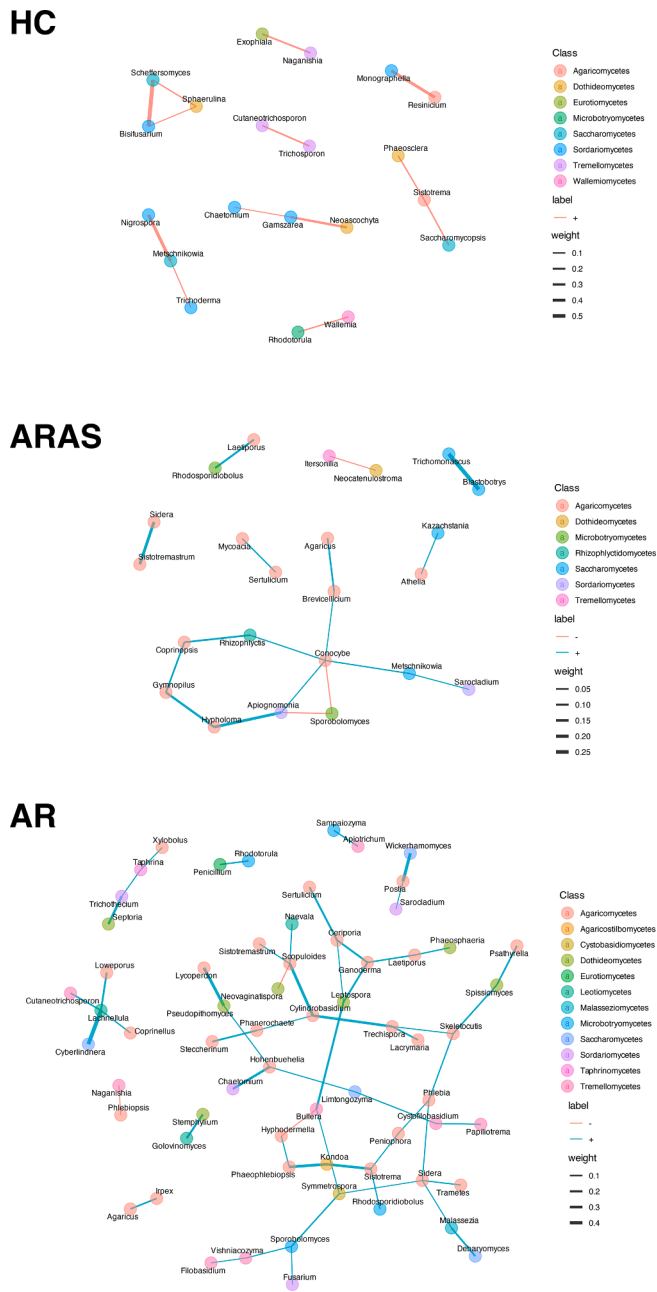 HC
Exophiala
Naganishia
Scheffersomyces
Sphaerulina
Bisifusarium
Monographella
Resinicium
Cutaneotrichosporon
Trichosporon
Phaeosclera
Sistotrema
Saccharomycopsis
Nigrospora
Chaetomium
Gamszarea
Neoascochyta
Metschnikowia
Trichoderma
Wallemia
Rhodotorula
Class
a Agaricomycetes
a Dothideomycetes
a Eurotiomycetes
a Microbotryomycetes
a Saccharomycetes
a Sordariomycetes
a Tremellomycetes
a Wallemiomycetes
label
+
weight
0.1
0.2
0.3
0.4
0.5
ARAS
Laetiporus
Rhodosporidiobolus
Itersonilia
Neocatenulostroma
Trichomonascus
Blastobotrys
Sidera
Sistotremastrum
Mycoacia
Sertulicium
Agaricus
Brevicellicium
Kazachstania
Athelia
Coprinopsis
Rhizophlyctis
Conocybe
Metschnikowia
Sarocladium
Gymnopilus
Hypholoma
Apiognomonia
Sporobolomyces
Class
a Agaricomycetes
a Dothideomycetes
a Microbotryomycetes
a Rhizophlyctidomycetes
a Saccharomycetes
a Sordariomycetes
a Tremellomycetes
label
-
+
weight
0.05
0.10
0.15
0.20
0.25
AR
Xylobolus
Taphrina
Trichothecium
Septoria
Rhodotorula
Penicillium
Sampaiozyma
Apiotrichum
Wickerhamomyces
Postia
Sarocladium
Sertulicium
Naevala
Ceriporia
Sistotremastrum
Scopuloides
Ganoderma
Laetiporus
Phaeosphaeria
Psathyrella
Loweporus
Lycoperdon
Cutaneotrichosporon
Lachnellula
Coprinellus
Cyberlindnera
Neovaginatispora
Leptospora
Spissiomyces
Pseudopithomyces
Cylindrobasidium
Phanerochaete
Steccherinum
Trechispora
Lacrymaria
Skeletocutis
Hohenbuehelia
Chaetomium
Limtongozyma
Phlebia
Naganishia
Phlebiopsis
Stemphylium
Golovinomyces
Bullera
Cystofilobasidium
Papiliotrema
Hyphodermella
Peniophora
Kondoa
Phaeophlebiopsis
Sistotrema
Sidera
Trametes
Symmetrospora
Rhodosporidiobolus
Irpex
Agaricus
Malassezia
Debaryomyces
Sporobolomyces
Vishniacozyma
Filobasidium
Fusarium
Class
a Agaricomycetes
a Agaricostilbomycetes
a Cystobasidiomycetes
a Dothideomycetes
a Eurotiomycetes
a Leotiomycetes
a Malasseziomycetes
a Microbotryomycetes
a Saccharomycetes
a Sordariomycetes
a Taphrinomycetes
a Tremellomycetes
label
-
+
weight
0.1
0.2
0.3
0.4